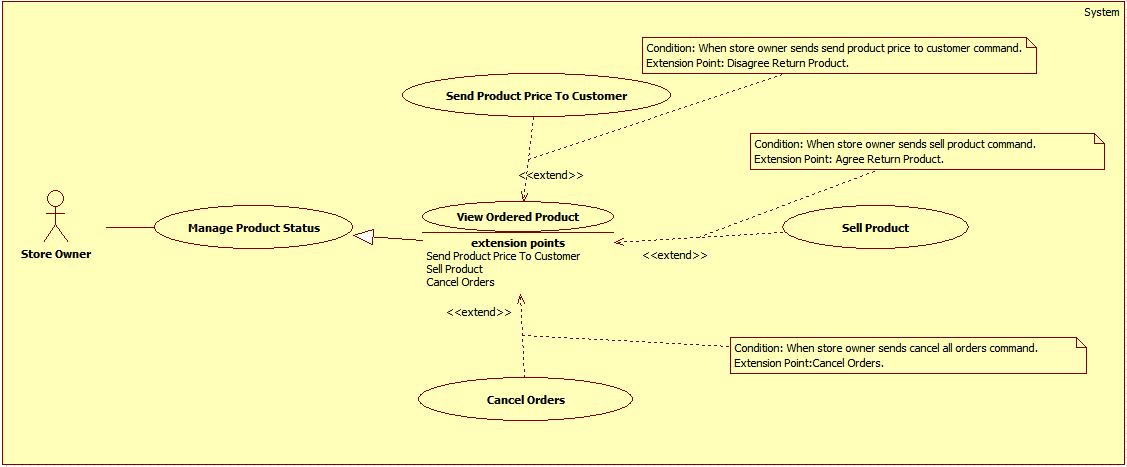 System
Condition: When store owner sends send product price to customer command.
Extension Point: Disagree Return Product.
Send Product Price To Customer
Condition: When store owner sends sell product command.
Extension Point: Agree Return Product.
<<extend>>
View Ordered Product
Manage Product Status
Sell Product
extension points
Store Owner
Send Product Price To Customer
<<extend>>
Sell Product
Cancel Orders
<<extend>>
Condition: When store owner sends cancel all orders command.
Extension Point:Cancel Orders.
Cancel Orders